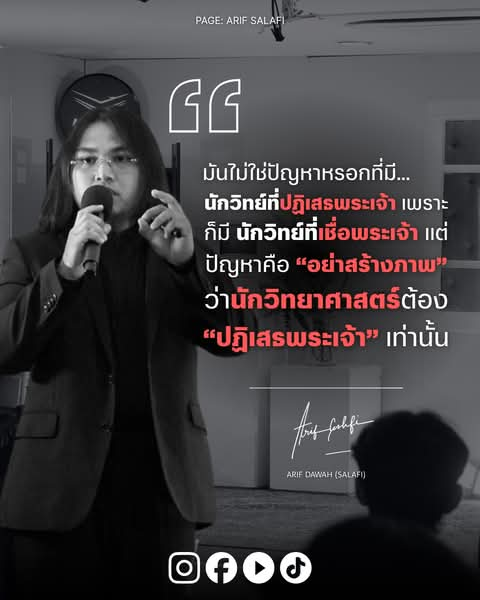 PAGE: ARIF SALAFI
มันไม่ใช่ปัญหาหรอกที่มี...
นักวิทย์ที่ปฏิเสธพระเจ้า เพราะ
ก็มี นักวิทย์ที่เชื่อพระเจ้า แต่
ปัญหาคือ “อย่าสร้างภาพ”
ว่านักวิทยาศาสตร์ต้อง
“ปฏิเสธพระเจ้า” เท่านั้น
Arif Salafi
ARIF DAWAH (SALAFI)